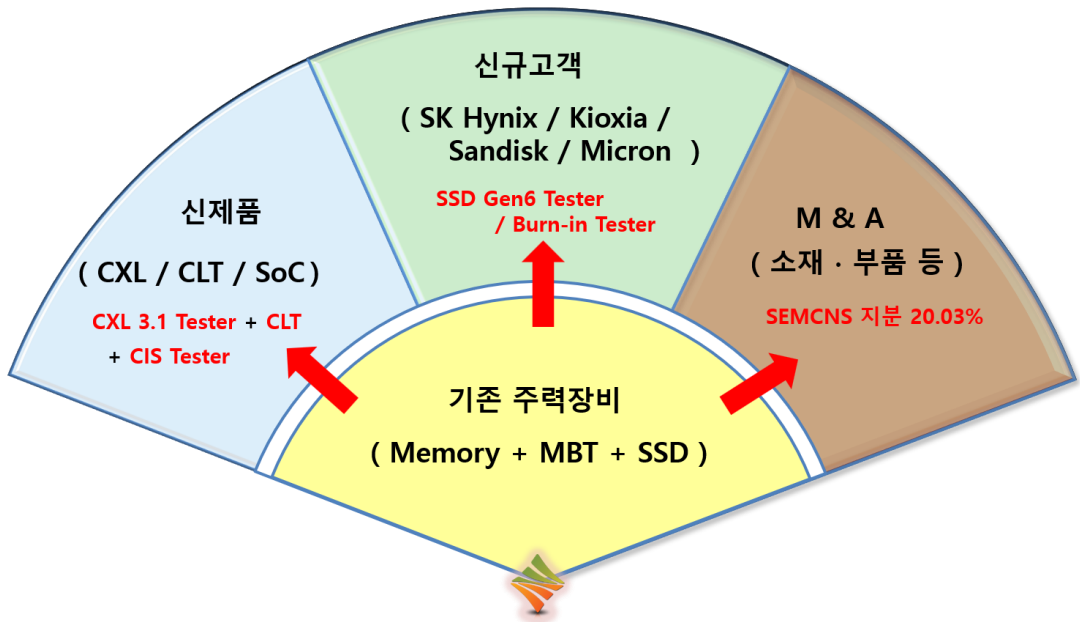 신규고객
( SK Hynix / Kioxia /
Sandisk / Micron )
SSD Gen6 Tester
/ Burn-in Tester
신제품
( CXL / CLT / SoC )
CXL 3.1 Tester + CLT
+ CIS Tester
M & A
( 소재 · 부품 등 )
SEMCNS 지분 20.03%
기존 주력장비
( Memory + MBT + SSD )